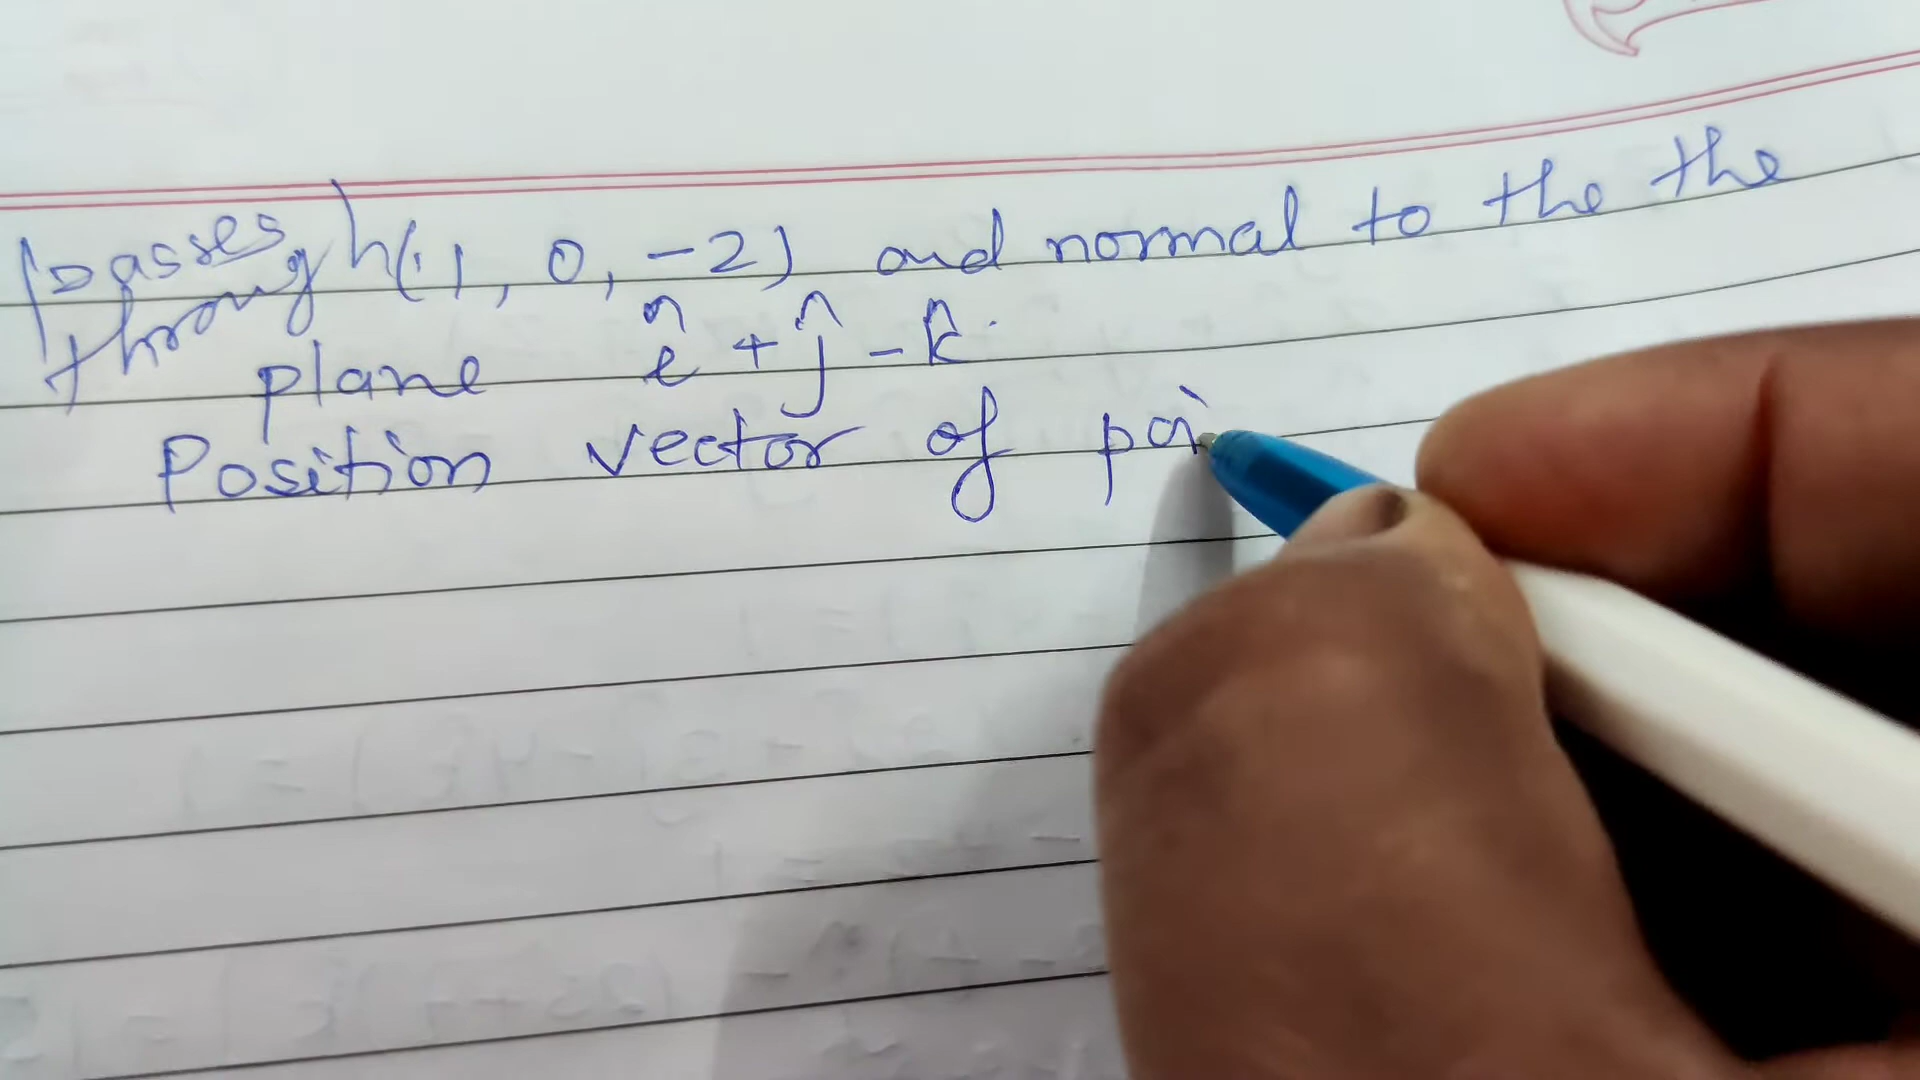 passes
through (1, 0, -2) and normal to the the
plane î + ĵ - k̂.
Position vector of poi